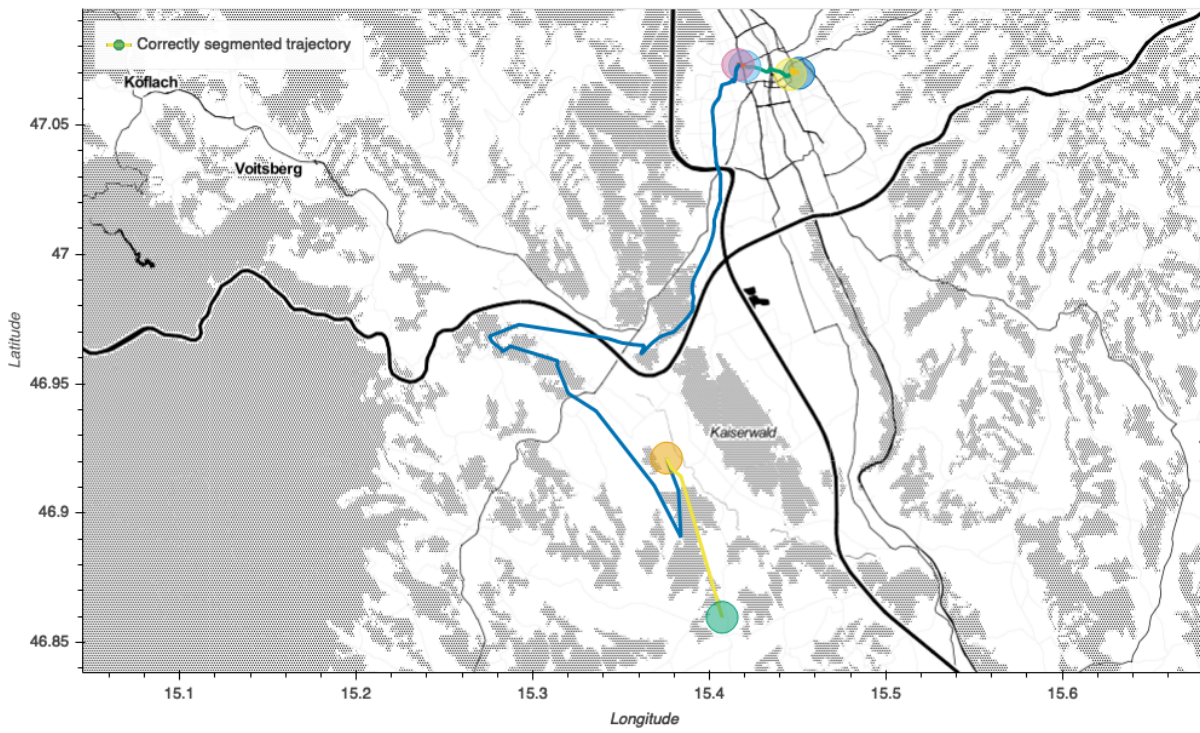 Correctly segmented trajectory
Köflach
Voitsberg
Kaiserwald
47.05
47
46.95
46.9
46.85
Latitude
15.1
15.2
15.3
15.4
15.5
15.6
Longitude